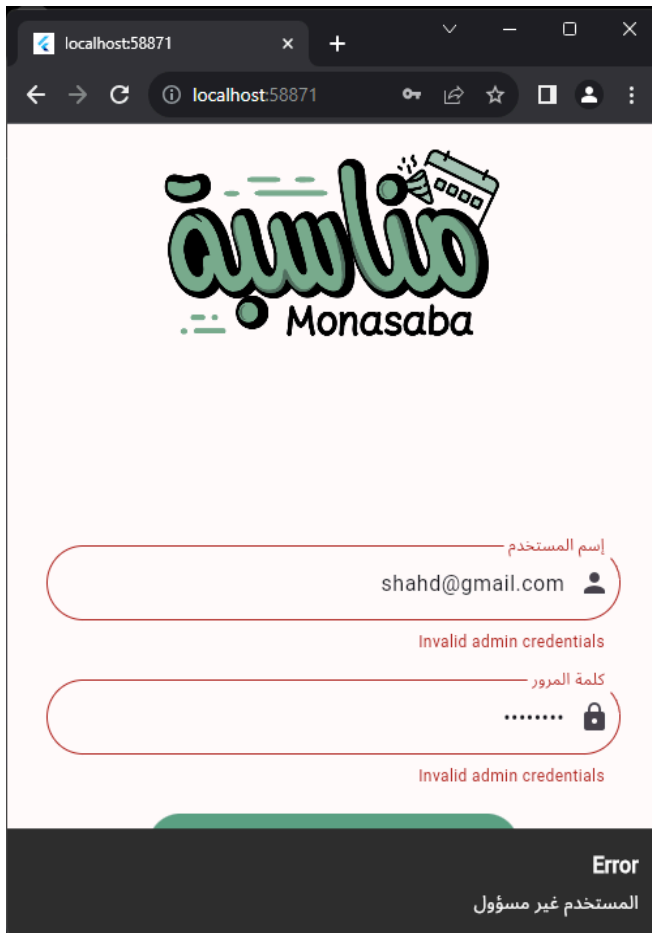 localhost:58871
localhost:58871
مناسبة
Monasaba
إسم المستخدم
shahd@gmail.com
Invalid admin credentials
كلمة المرور
••••••••
Invalid admin credentials
Error
المستخدم غير مسؤول